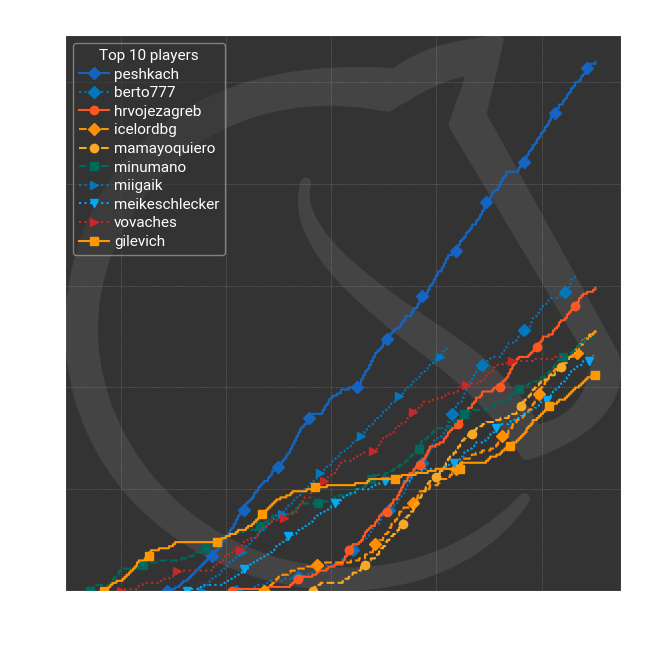 Top 10 players
peshkach
berto777
hrvojezagreb
icelordbg
mamayoquiero
minumano
miigaik
meikeschlecker
vovaches
gilevich